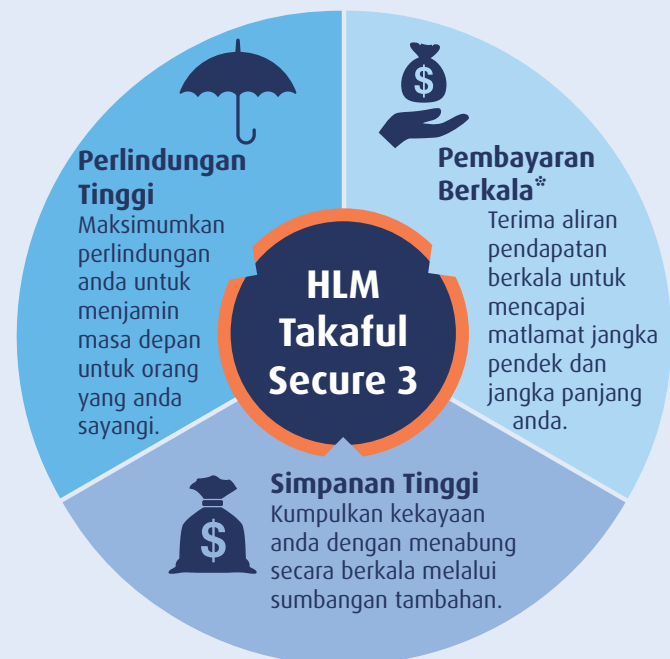 Perlindungan
Tinggi
Maksimumkan
perlindungan
anda untuk
menjamin
masa depan
untuk orang
yang anda
sayangi.
Pembayaran
Berkala*
Terima aliran
pendapatan
berkala untuk
mencapai
matlamat jangka
pendek dan
jangka panjang
anda.
HLM
Takaful
Secure 3
Simpanan Tinggi
Kumpulkan kekayaan
anda dengan menabung
secara berkala melalui
sumbangan tambahan.
$
$